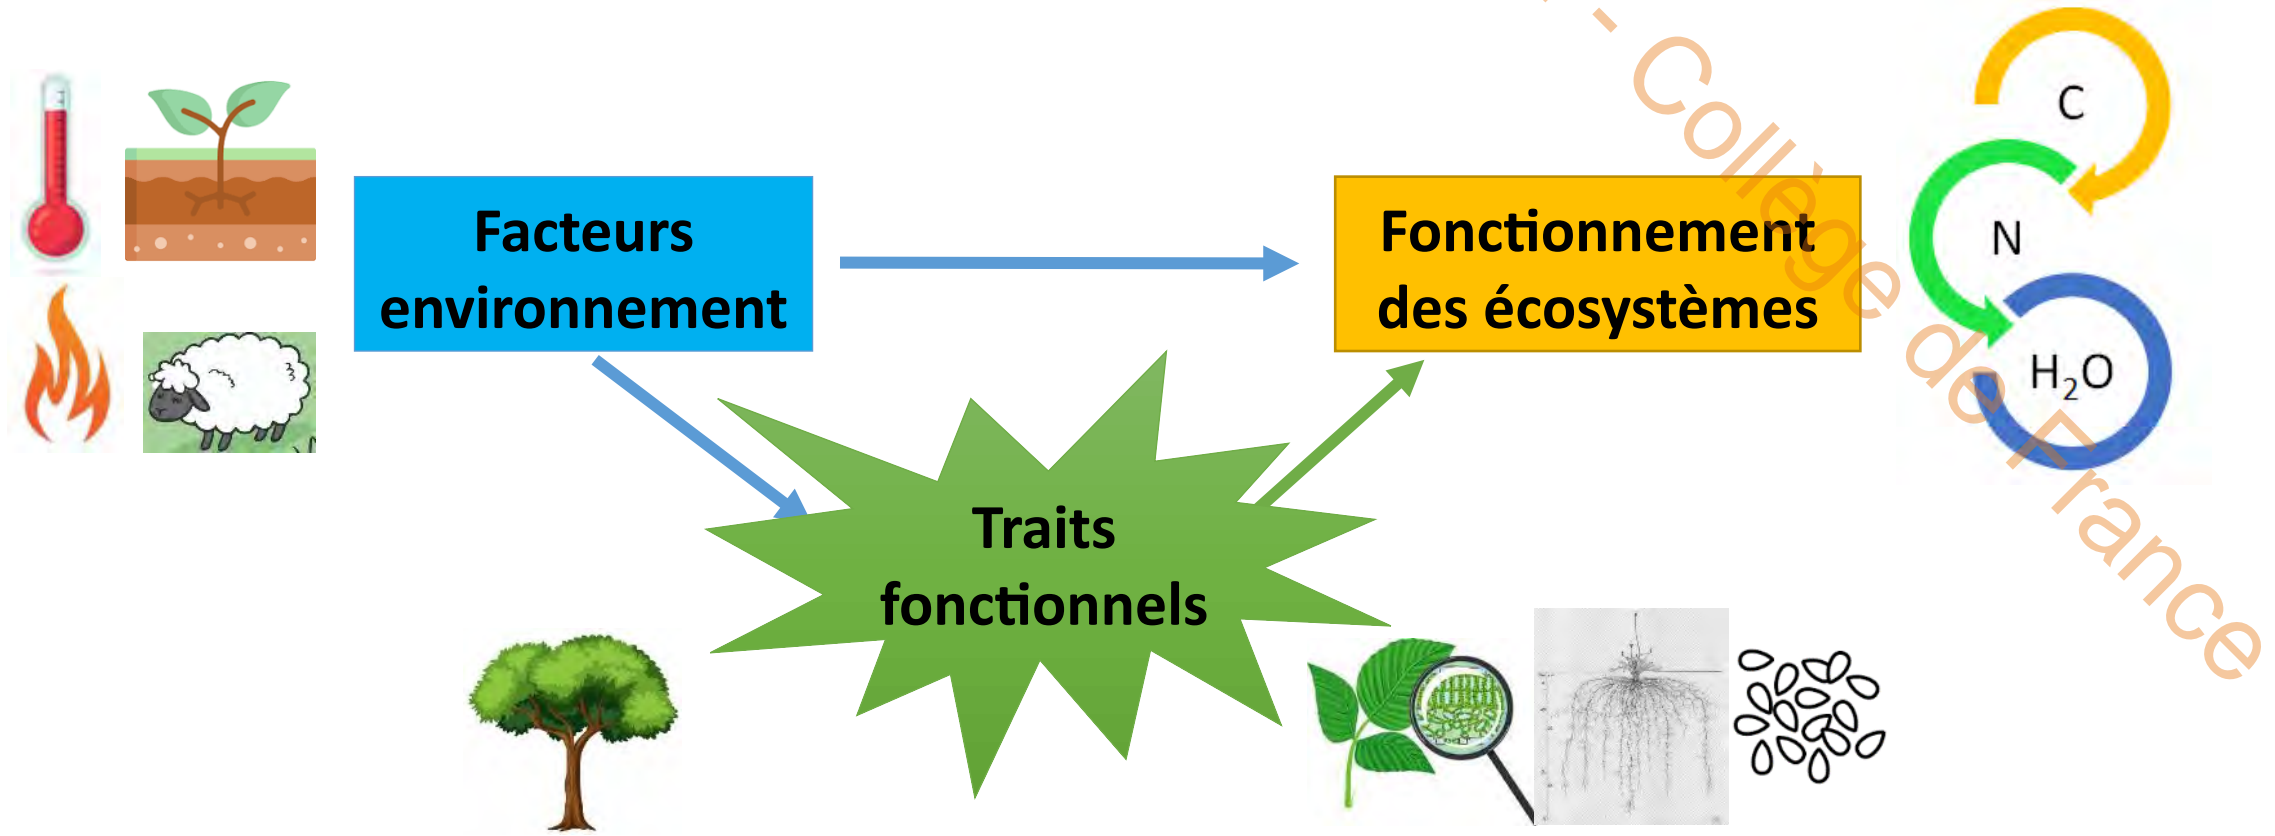 Facteurs
environnement
Fonctionnement
des écosystèmes
C
N
H₂O
Traits
fonctionnels
- Collège de France